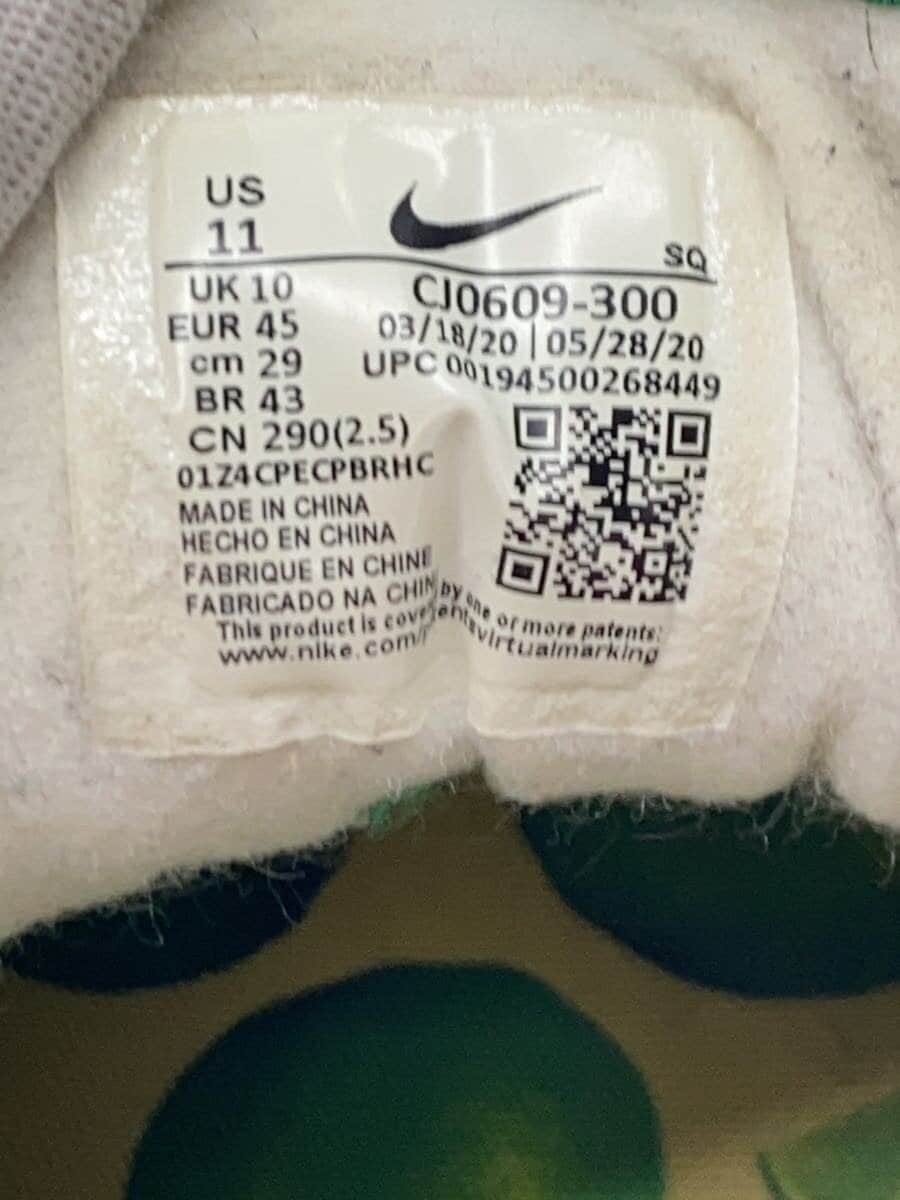 US
11
SQ
UK 10
EUR 45
cm 29
BR 43
CN 290(2.5)
01Z4CPECPBRHC
CJ0609-300
03/18/20 | 05/28/20
UPC 00194500268449
MADE IN CHINA
HECHO EN CHINA
FABRIQUE EN CHINE
FABRICADO NA CHIN
This product is cove by one or more patents:
www.nike.com/ entsvirtualmarking